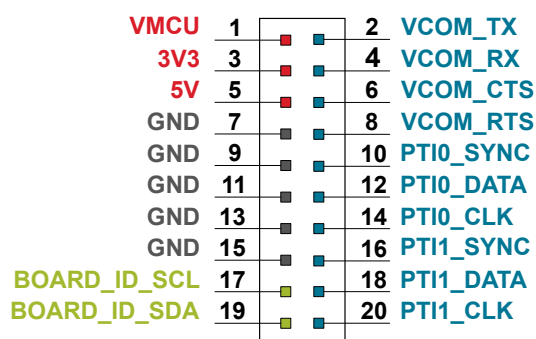 VMCU 1 2 VCOM_TX
3V3 3 4 VCOM_RX
5V 5 6 VCOM_CTS
GND 7 8 VCOM_RTS
GND 9 10 PTI0_SYNC
GND 11 12 PTI0_DATA
GND 13 14 PTI0_CLK
GND 15 16 PTI1_SYNC
BOARD_ID_SCL 17 18 PTI1_DATA
BOARD_ID_SDA 19 20 PTI1_CLK